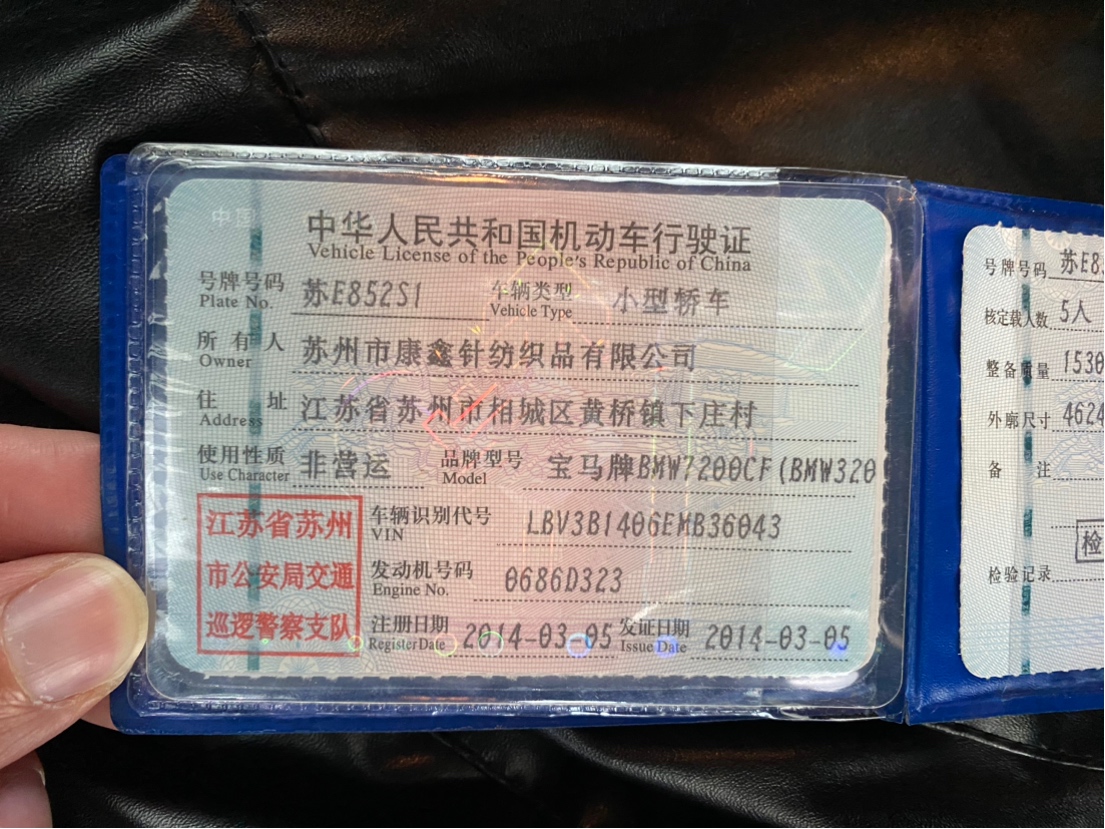 中国
中华人民共和国机动车行驶证
Vehicle License of the People's Republic of China
号牌号码 苏E852S1 车辆类型 小型轿车
Plate No. Vehicle Type
所有人 苏州市康鑫针纺织品有限公司
Owner
住址 江苏省苏州市相城区黄桥镇下庄村
Address
使用性质 非营运 品牌型号 宝马牌BMW7200CF(BMW320
Use Character Model
江苏省苏州
市公安局交通
巡逻警察支队
车辆识别代号 LBV3B1406EMB36043
VIN
发动机号码 0686D323
Engine No.
注册日期 2014-03-05 发证日期 2014-03-05
Register Date Issue Date
号牌号码 苏E85
核定载人数 5人
整备质量 1530
外廓尺寸 4624
备注
检
检验记录